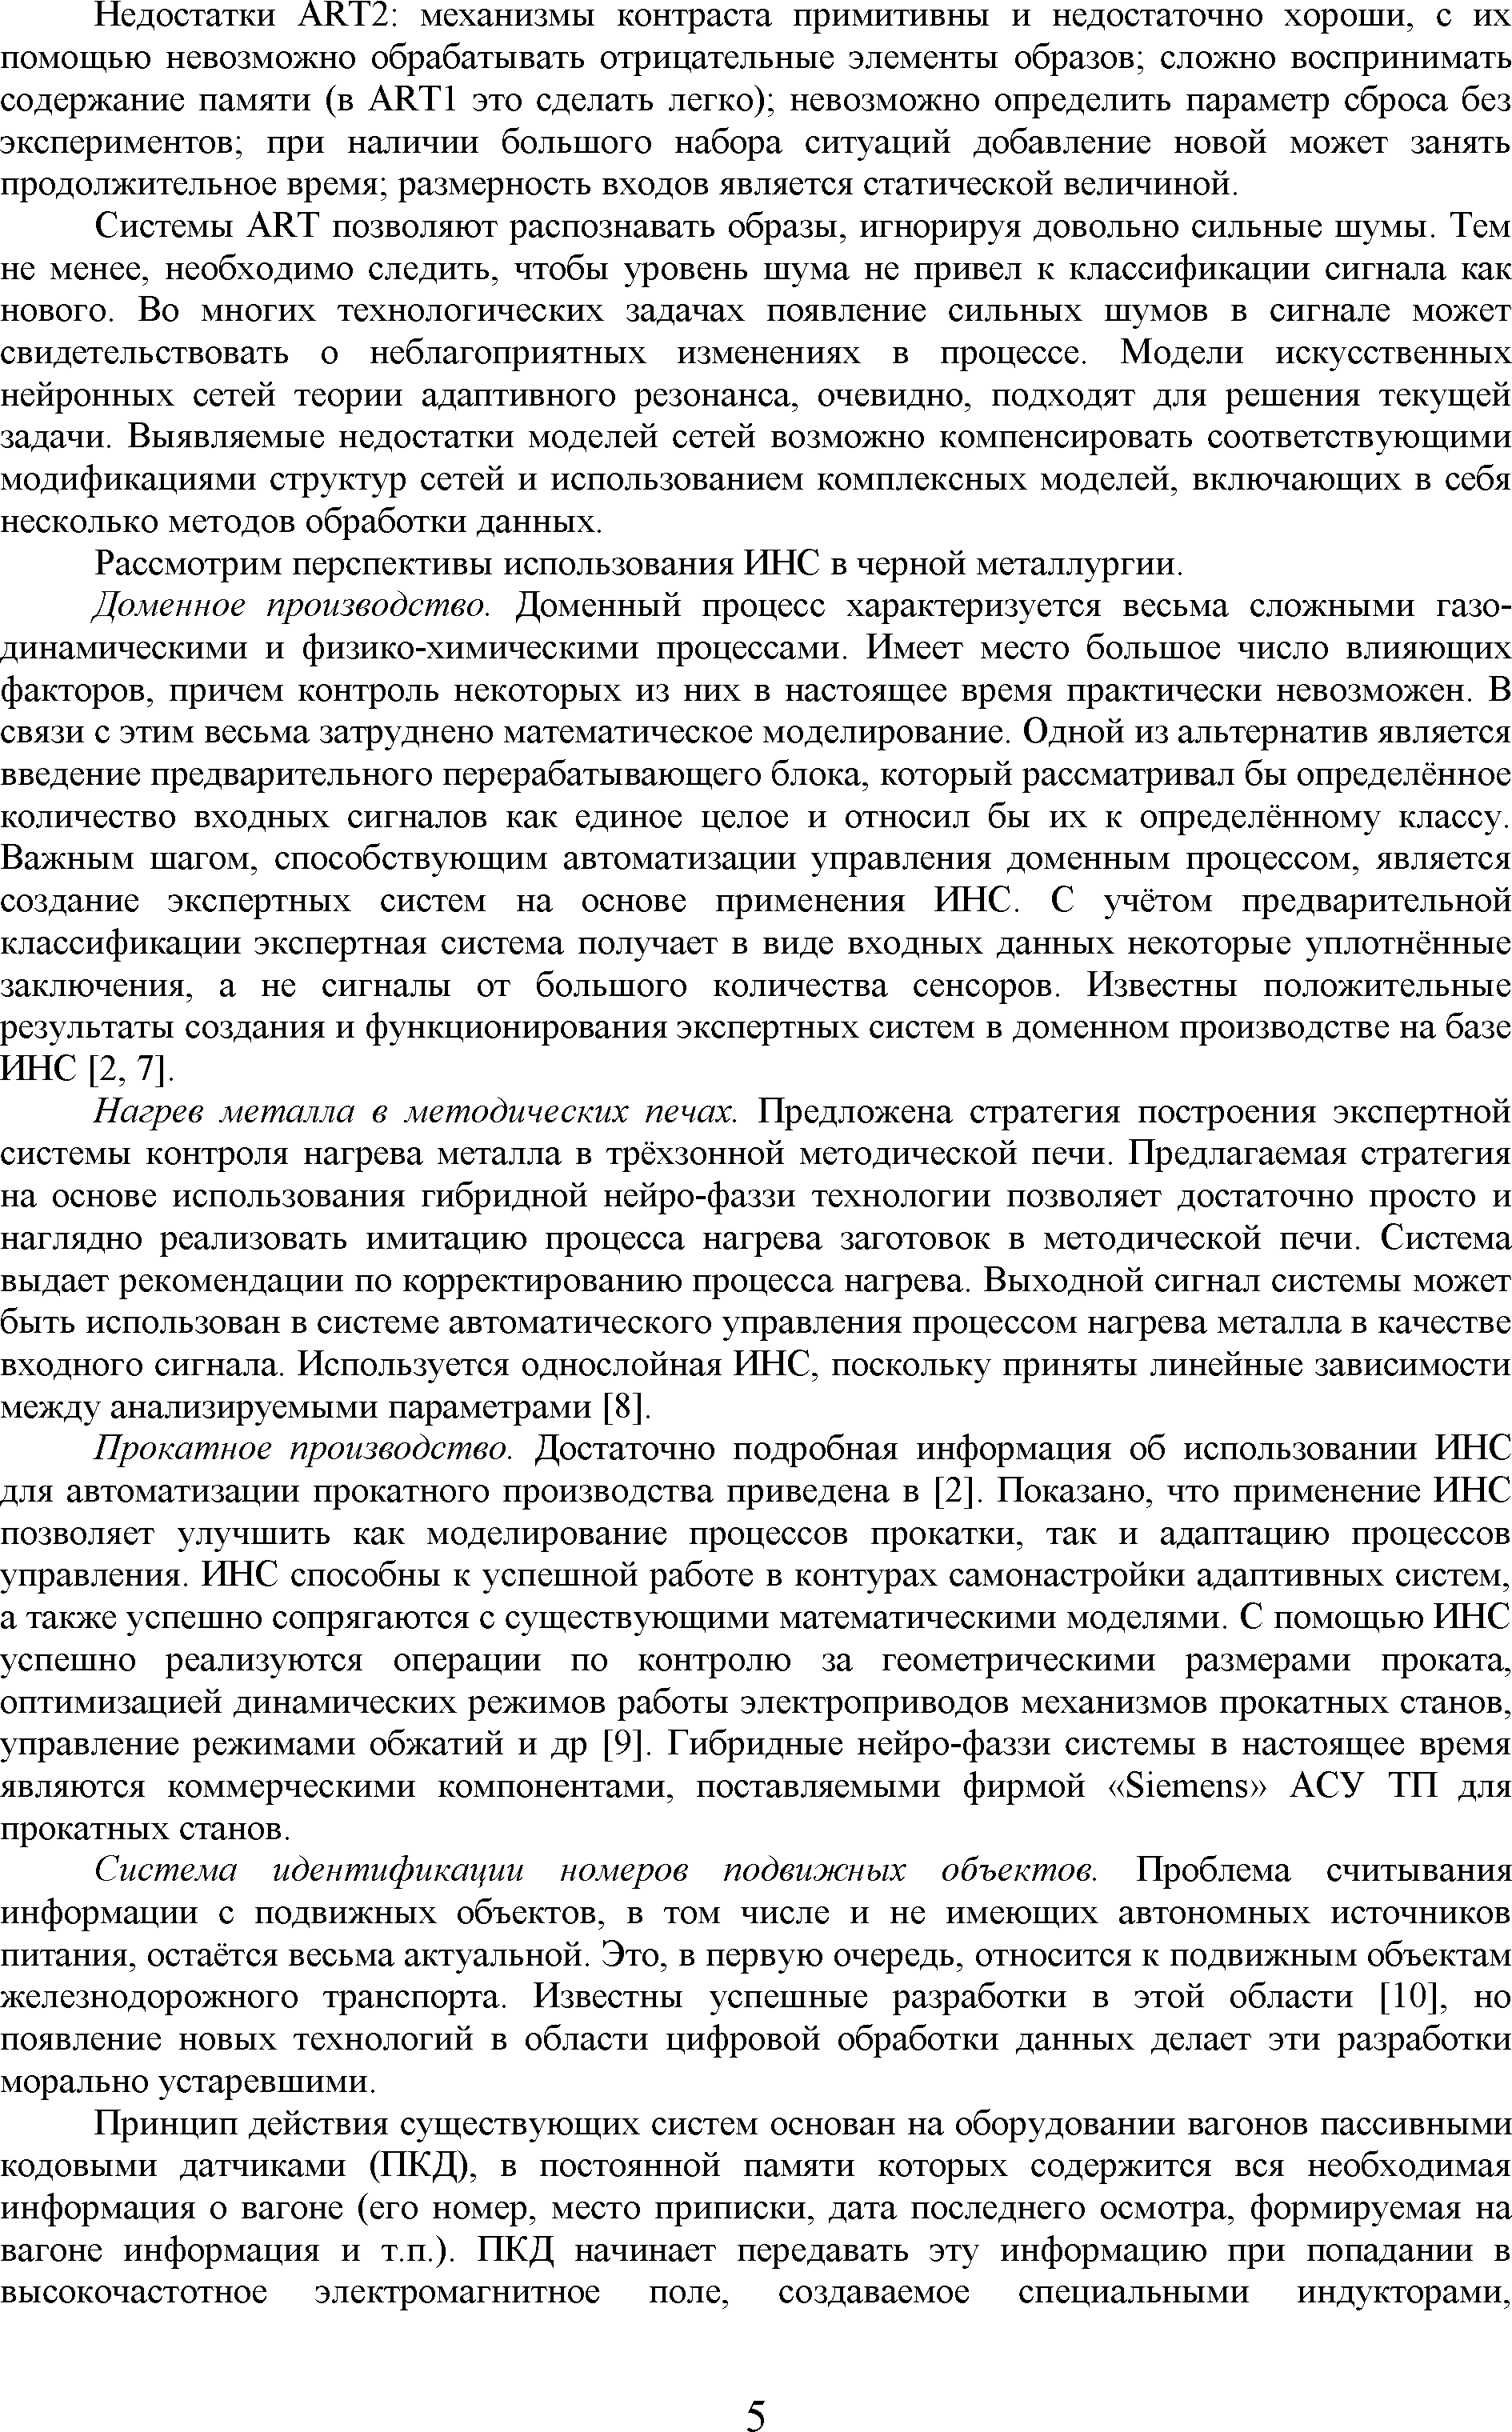 Недостатки ART2: механизмы контраста примитивны и недостаточно хороши, с их
помощью невозможно обрабатывать отрицательные элементы образов; сложно воспринимать
содержание памяти (в ART1 это сделать легко); невозможно определить параметр сброса без
экспериментов; при наличии большого набора ситуаций добавление новой может занять
продолжительное время; размерность входов является статической величиной.
Системы ART позволяют распознавать образы, игнорируя довольно сильные шумы. Тем
не менее, необходимо следить, чтобы уровень шума не привел к классификации сигнала как
нового. Во многих технологических задачах появление сильных шумов в сигнале может
свидетельствовать о неблагоприятных изменениях в процессе. Модели искусственных
нейронных сетей теории адаптивного резонанса, очевидно, подходят для решения текущей
задачи. Выявляемые недостатки моделей сетей возможно компенсировать соответствующими
модификациями структур сетей и использованием комплексных моделей, включающих в себя
несколько методов обработки данных.
Рассмотрим перспективы использования ИНС в черной металлургии.
Доменное производство. Доменный процесс характеризуется весьма сложными газо-
динамическими и физико-химическими процессами. Имеет место большое число влияющих
факторов, причем контроль некоторых из них в настоящее время практически невозможен. В
связи с этим весьма затруднено математическое моделирование. Одной из альтернатив является
введение предварительного перерабатывающего блока, который рассматривал бы определённое
количество входных сигналов как единое целое и относил бы их к определённому классу.
Важным шагом, способствующим автоматизации управления доменным процессом, является
создание экспертных систем на основе применения ИНС. С учётом предварительной
классификации экспертная система получает в виде входных данных некоторые уплотнённые
заключения, а не сигналы от большого количества сенсоров. Известны положительные
результаты создания и функционирования экспертных систем в доменном производстве на базе
ИНС [2, 7].
Нагрев металла в методических печах. Предложена стратегия построения экспертной
системы контроля нагрева металла в трёхзонной методической печи. Предлагаемая стратегия
на основе использования гибридной нейро-фаззи технологии позволяет достаточно просто и
наглядно реализовать имитацию процесса нагрева заготовок в методической печи. Система
выдает рекомендации по корректированию процесса нагрева. Выходной сигнал системы может
быть использован в системе автоматического управления процессом нагрева металла в качестве
входного сигнала. Используется однослойная ИНС, поскольку приняты линейные зависимости
между анализируемыми параметрами [8].
Прокатное производство. Достаточно подробная информация об использовании ИНС
для автоматизации прокатного производства приведена в [2]. Показано, что применение ИНС
позволяет улучшить как моделирование процессов прокатки, так и адаптацию процессов
управления. ИНС способны к успешной работе в контурах самонастройки адаптивных систем,
а также успешно сопрягаются с существующими математическими моделями. С помощью ИНС
успешно реализуются операции по контролю за геометрическими размерами проката,
оптимизацией динамических режимов работы электроприводов механизмов прокатных станов,
управление режимами обжатий и др [9]. Гибридные нейро-фаззи системы в настоящее время
являются коммерческими компонентами, поставляемыми фирмой «Siemens» АСУ ТП для
прокатных станов.
Система идентификации номеров подвижных объектов. Проблема считывания
информации с подвижных объектов, в том числе и не имеющих автономных источников
питания, остаётся весьма актуальной. Это, в первую очередь, относится к подвижным объектам
железнодорожного транспорта. Известны успешные разработки в этой области [10], но
появление новых технологий в области цифровой обработки данных делает эти разработки
морально устаревшими.
Принцип действия существующих систем основан на оборудовании вагонов пассивными
кодовыми датчиками (ПКД), в постоянной памяти которых содержится вся необходимая
информация о вагоне (его номер, место приписки, дата последнего осмотра, формируемая на
вагоне информация и т.п.). ПКД начинает передавать эту информацию при попадании в
высокочастотное электромагнитное поле, создаваемое специальными индукторами,
5